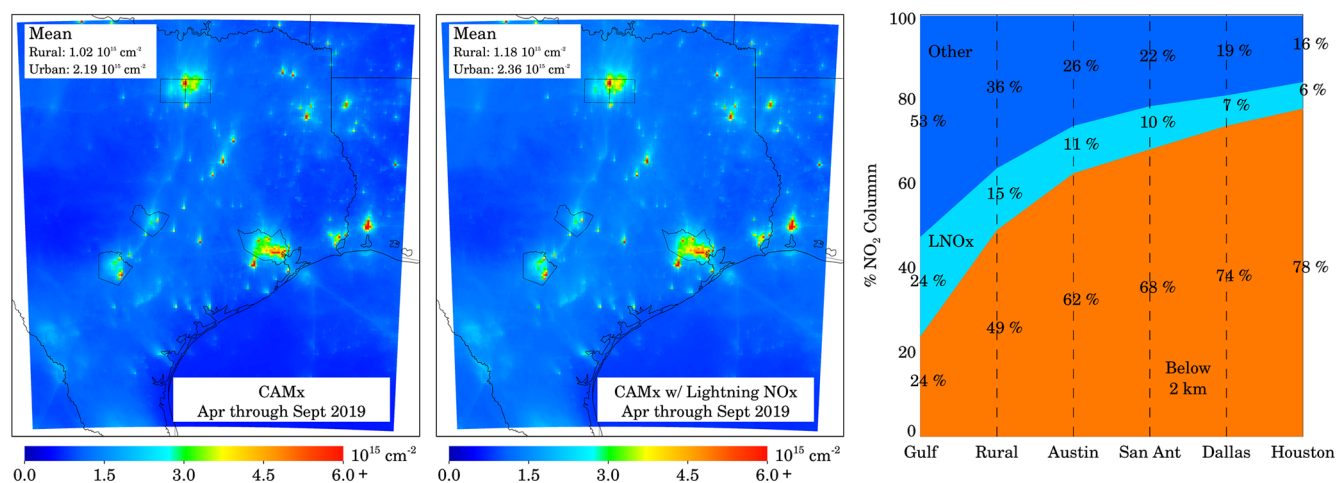 Mean
Rural: 1.02 10¹⁵ cm⁻²
Urban: 2.19 10¹⁵ cm⁻²
CAMx
Apr through Sept 2019
0.0 1.5 3.0 4.5 6.0 + 10¹⁵ cm⁻²
Mean
Rural: 1.18 10¹⁵ cm⁻²
Urban: 2.36 10¹⁵ cm⁻²
CAMx w/ Lightning NOx
Apr through Sept 2019
0.0 1.5 3.0 4.5 6.0 + 10¹⁵ cm⁻²
% NO₂ Columnn
100
80
60
40
20
0
Other
53 % 36 % 26 % 22 % 19 % 16 %
LNOx
24 % 15 % 11 % 10 % 7 % 6 %
24 % 49 % 62 % 68 % 74 % 78 %
Below
2 km
Gulf Rural Austin San Ant Dallas Houston